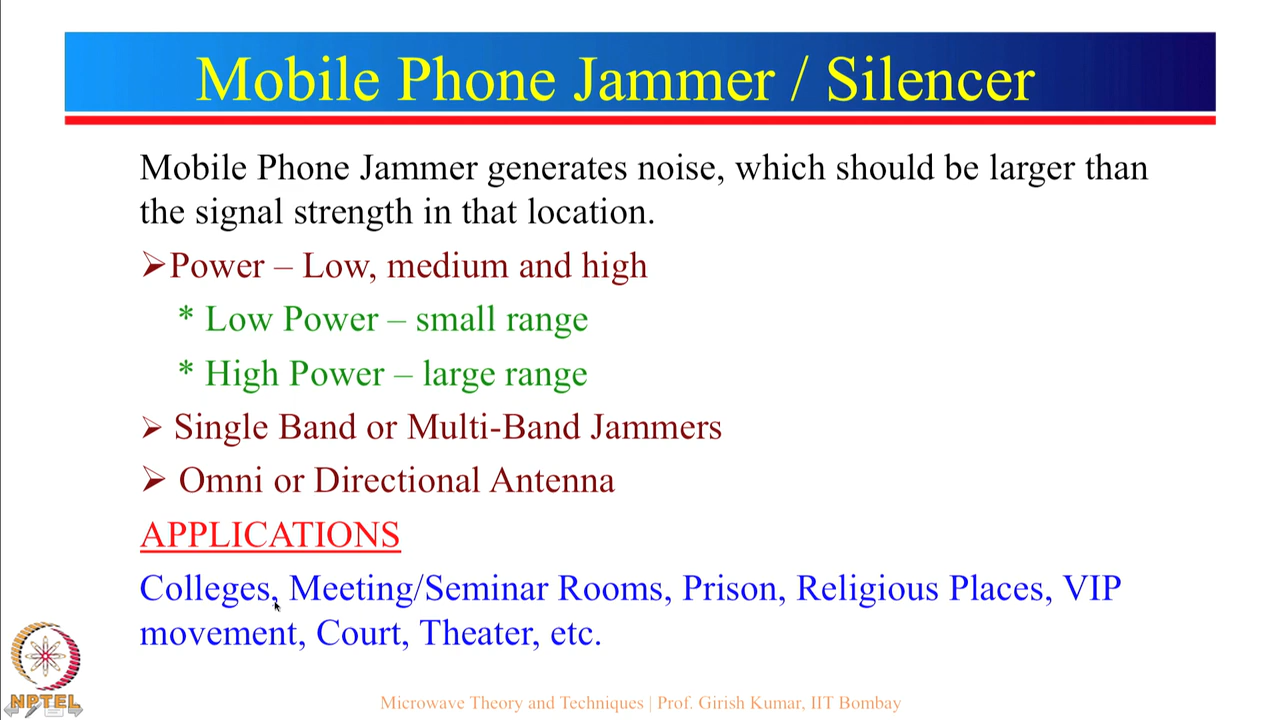 Mobile Phone Jammer / Silencer
Mobile Phone Jammer generates noise, which should be larger than
the signal strength in that location.
➢Power – Low, medium and high
* Low Power – small range
* High Power – large range
➢ Single Band or Multi-Band Jammers
➢ Omni or Directional Antenna
APPLICATIONS
Colleges, Meeting/Seminar Rooms, Prison, Religious Places, VIP
movement, Court, Theater, etc.
NPTEL
Microwave Theory and Techniques | Prof. Girish Kumar, IIT Bombay